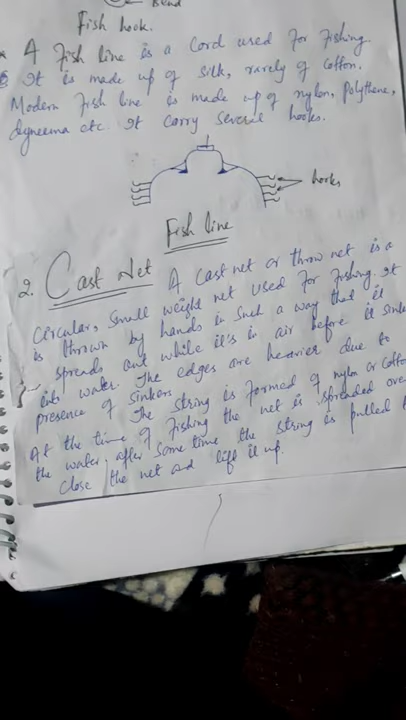 Bend
Fish hook.
A Fish line is a Cord used for Fishing.
It is made up of silk, rarely of Cotton.
Modern Fish line is made up of nylon, Polythene,
dyneema etc. It Carry Several hooks.
hooks
Fish line
2. Cast Net A Cast net or throw net is a
Circular, Small weight net used for Fishing. It
is thrown by hands in such a way that it
spreads out while it's in air before it sinks
into water. The edges are heavier due to
presence of Sinkers. The String is formed of nylon or Cotton
At the time of Fishing the net is spreaded over
the water, after Some time the string is pulled to
Close the net and lift it up.